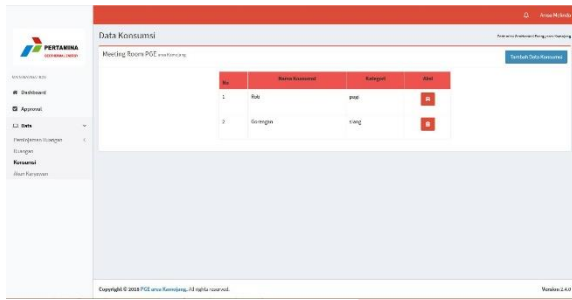 Data Konsumsi
PERTAMINA
GEOTHERMAL ENERGY
Meeting Room PGE area Kamojang
Tambah Data Konsumsi
No
Nama Konsumsi
Kategori
Aksi
1
Roti
pagi
2
Gorengan
siang
Dashboard
Approval
Data
Peminjaman Ruangan
Ruangan
Konsumsi
Akun Karyawan
Copyright © 2018 PGE area Kamojang. All rights reserved.
Version 2.4.0